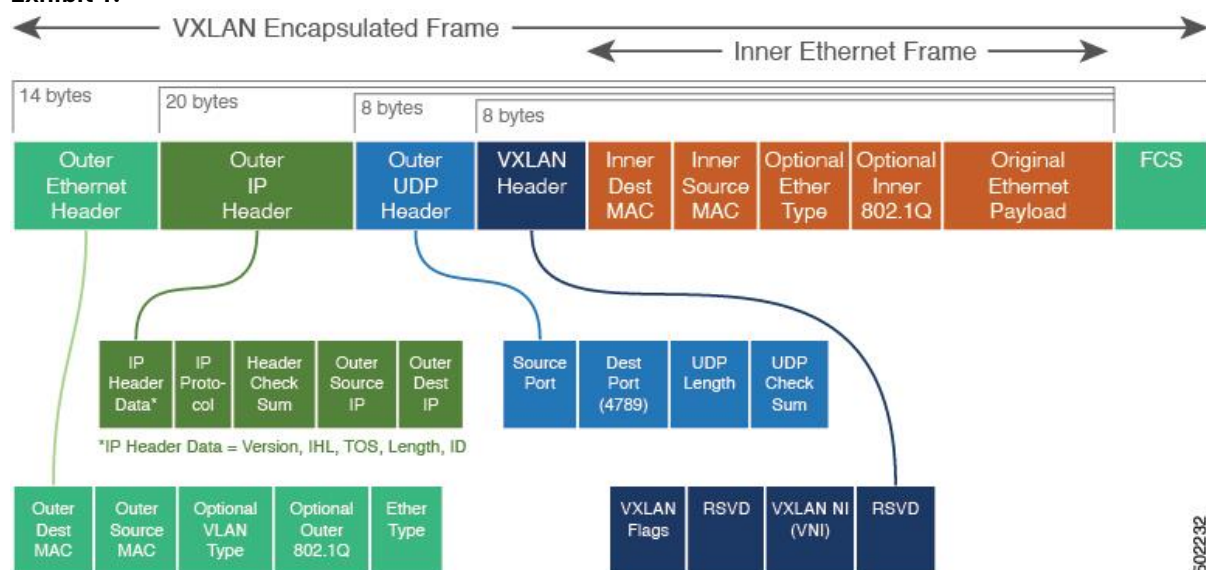 VXLAN Encapsulated Frame
Inner Ethernet Frame
14 bytes
20 bytes
8 bytes
8 bytes
Outer
Ethernet
Header
Outer
IP
Header
Outer
UDP
Header
VXLAN
Header
Inner
Dest
MAC
Inner
Source
MAC
Optional
Ether
Type
Optional
Inner
802.1Q
Original
Ethernet
Payload
FCS
IP
Header
Data*
IP
Proto-
col
Header
Check
Sum
Outer
Source
IP
Outer
Dest
IP
Source
Port
Dest
Port
(4789)
UDP
Length
UDP
Check
Sum
*IP Header Data = Version, IHL, TOS, Length, ID
Outer
Dest
MAC
Outer
Source
MAC
Optional
VLAN
Type
Optional
Outer
802.1Q
Ether
Type
VXLAN
Flags
RSVD
VXLAN NI
(VNI)
RSVD
502232